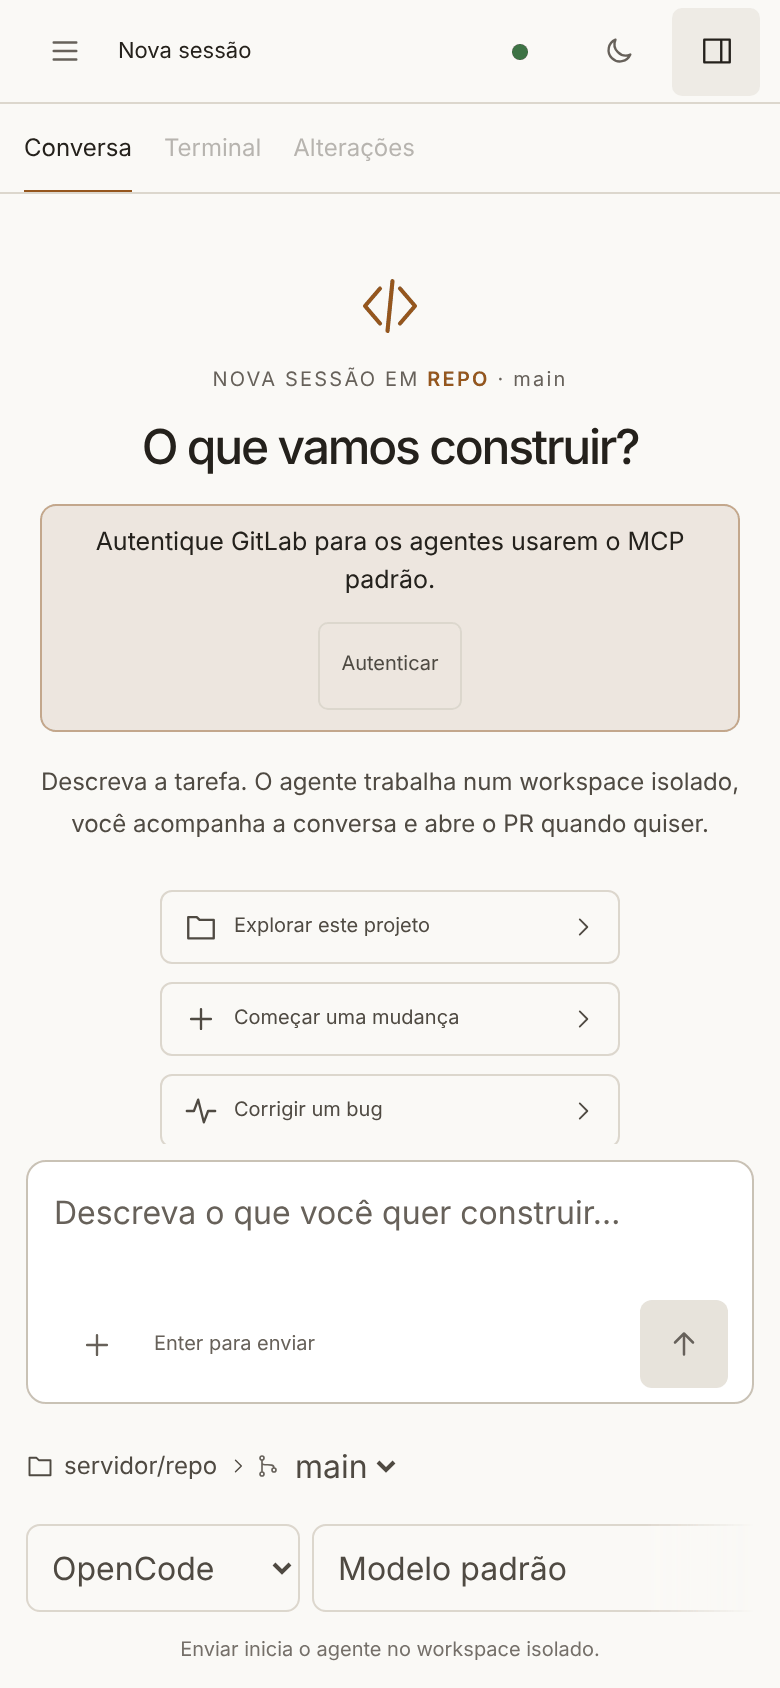 Nova sessão
Conversa Terminal Alterações
NOVA SESSÃO EM REPO · main
O que vamos construir?
Autentique GitLab para os agentes usarem o MCP
padrão.
Autenticar
Descreva a tarefa. O agente trabalha num workspace isolado,
você acompanha a conversa e abre o PR quando quiser.
Explorar este projeto
Começar uma mudança
Corrigir um bug
Descreva o que você quer construir...
Enter para enviar
servidor/repo > main
OpenCode Modelo padrão
Enviar inicia o agente no workspace isolado.